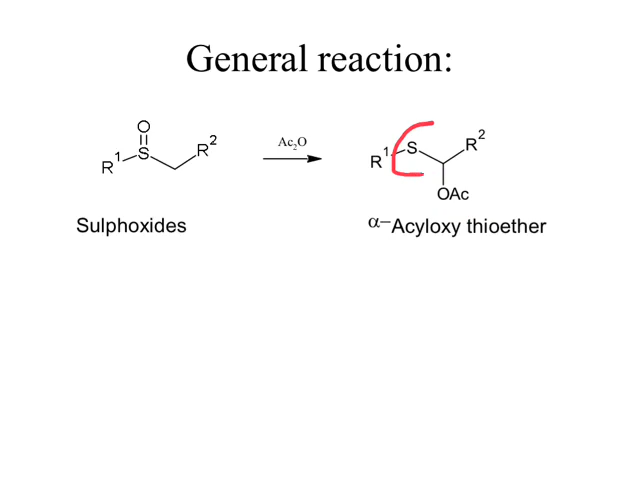 General reaction:
O
S
R1
R2
Ac2O
R1
S
R2
OAc
Sulphoxides
α–Acyloxy thioether